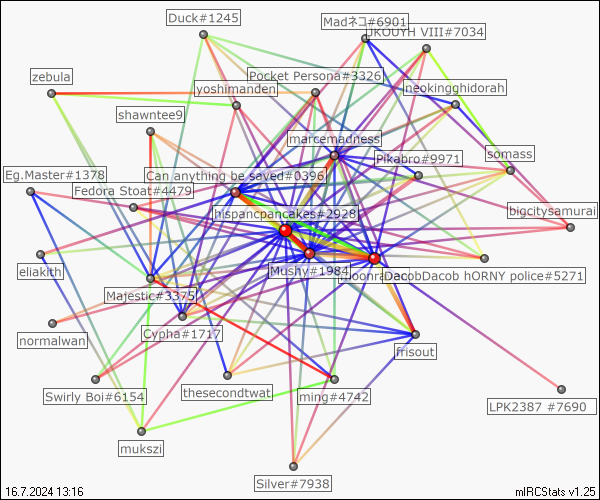 Duck#1245
Madネコ#6901
JKOUYH VIII#7034
zebula
Pocket Persona#3326
yoshimanden
neokingghidorah
shawntee9
marcemadness
Pikabro#9971
somass
Eg.Master#1378
Can anything be saved#0396
Fedora Stoat#4479
hispancpancakes#2928
bigcitysamurai
eliakith
Mushy#1984
DacobDacob hORNY police#5271
Majestic#3375
normalwan
Cypha#1717
frisout
Swirly Boi#6154
thesecondtwat
ming#4742
LPK2387 #7690
mukszi
Silver#7938
16.7.2024 13:16
mIRCStats v1.25